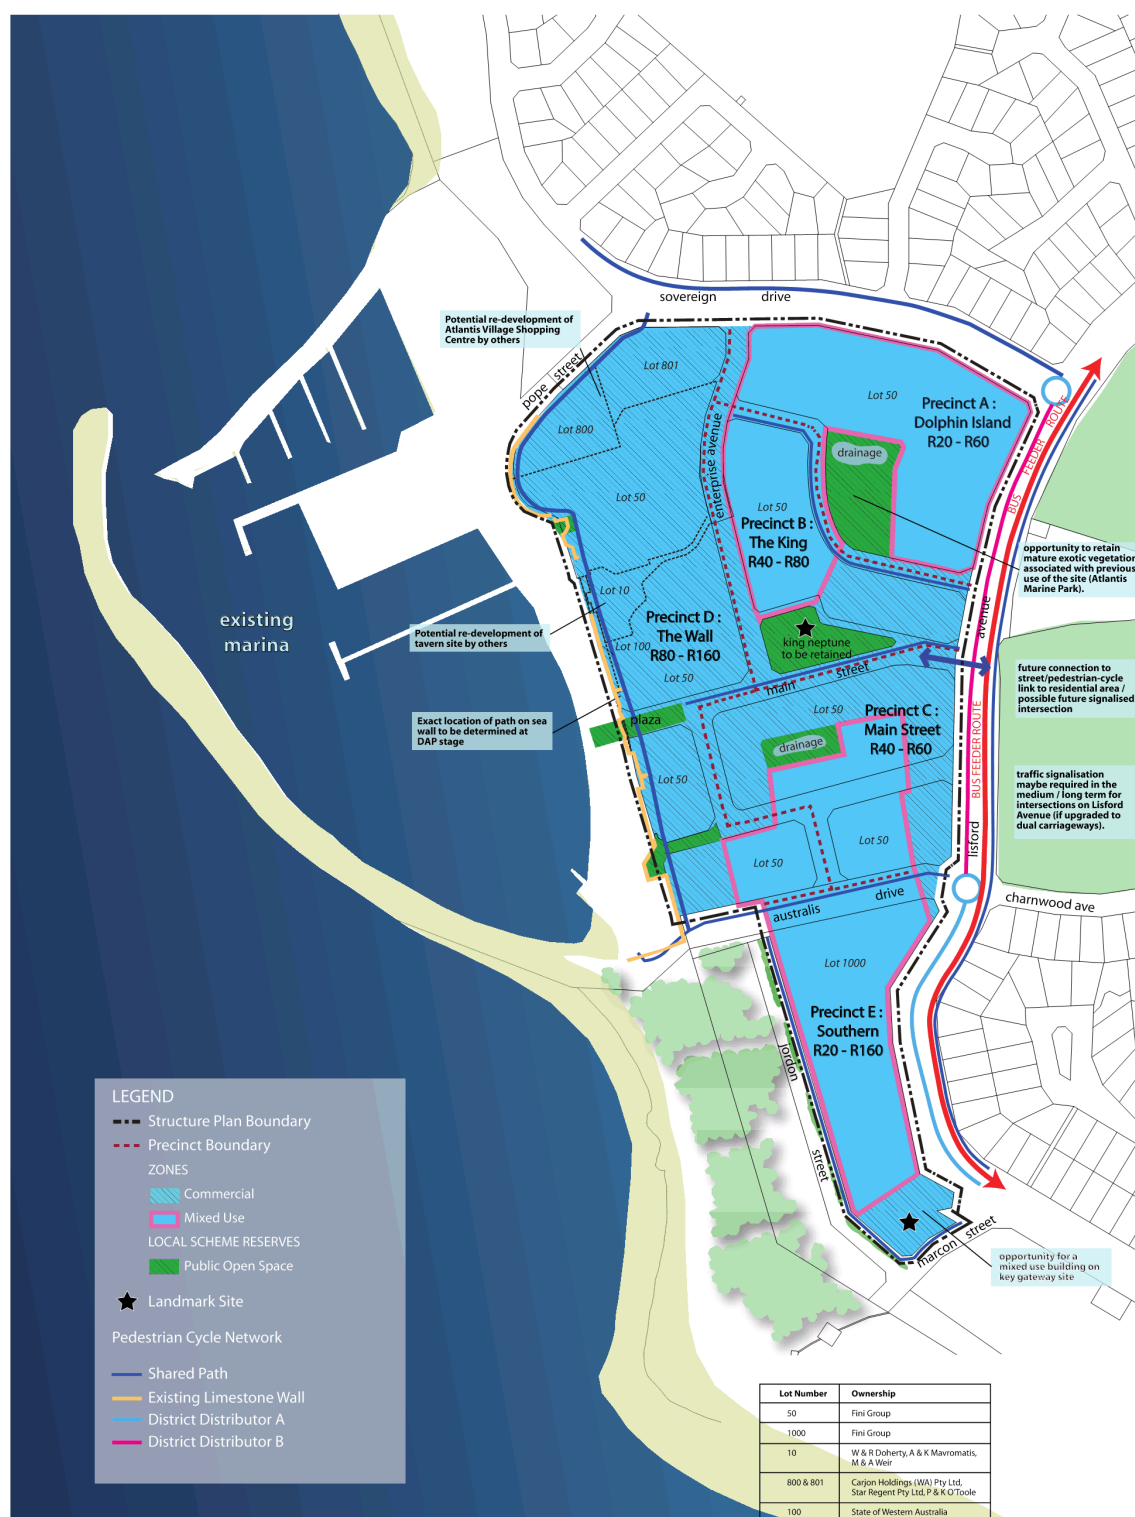 sovereign drive
Potential re-development of
Atlantis Village Shopping
Centre by others
pope street
Lot 801
Lot 800
Lot 50
Precinct A :
Dolphin Island
R20 - R60
BUS FEEDER ROUTE
enterprise avenue
drainage
Lot 50
Lot 50
Precinct B :
The King
R40 - R80
opportunity to retain
mature exotic vegetation
associated with previous
use of the site (Atlantis
Marine Park).
existing
marina
Lot 10
Potential re-development of
tavern site by others
Lot 100
Precinct D :
The Wall
R80 - R160
Lot 50
king neptune
to be retained
avenue
main street
future connection to
street/pedestrian-cycle
link to residential area /
possible future signalised
intersection
Exact location of path on sea
wall to be determined at
DAP stage
plaza
Lot 50
Precinct C :
Main Street
R40 - R60
drainage
BUS FEEDER ROUTE
Lot 50
traffic signalisation
maybe required in the
medium / long term for
intersections on Lisford
Avenue (if upgraded to
dual carriageways).
lisford
Lot 50
Lot 50
australis drive
charnwood ave
Lot 1000
Precinct E :
Southern
R20 - R160
jordon
street
marcon street
opportunity for a
mixed use building on
key gateway site
LEGEND
Structure Plan Boundary
Precinct Boundary
ZONES
Commercial
Mixed Use
LOCAL SCHEME RESERVES
Public Open Space
Landmark Site
Pedestrian Cycle Network
Shared Path
Existing Limestone Wall
District Distributor A
District Distributor B
Lot Number Ownership
50 Fini Group
1000 Fini Group
10 W & R Doherty, A & K Mavromatis,
M & A Weir
800 & 801 Carjon Holdings (WA) Pty Ltd,
Star Regent Pty Ltd, P & K O'Toole
100 State of Western Australia